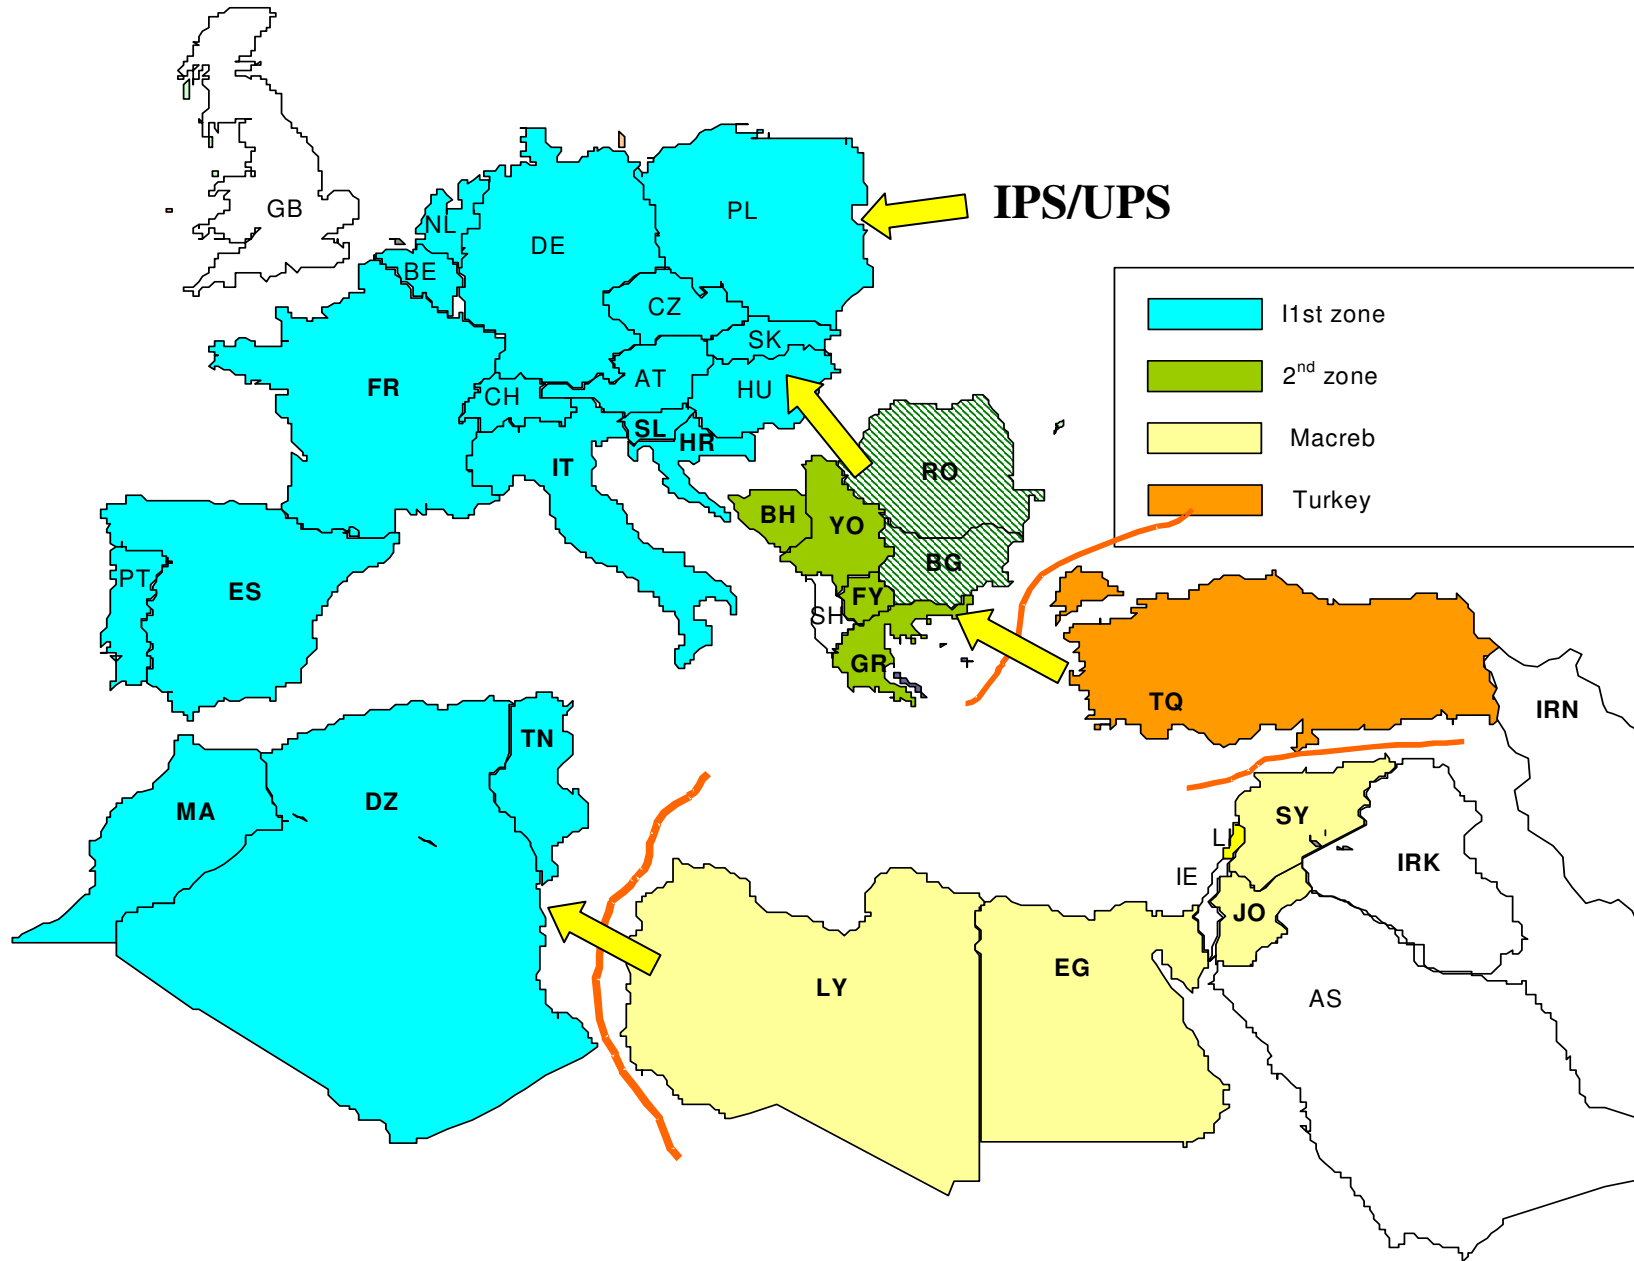 GB
NL
BE
DE
PL
IPS/UPS
CZ
SK
FR
CH
AT
HU
SL
HR
IT
RO
BH
YO
BG
FY
SH
GR
PT
ES
I1st zone
2nd zone
Macreb
Turkey
TQ
IRN
TN
MA
DZ
LI
SY
IE
IRK
JO
LY
EG
AS